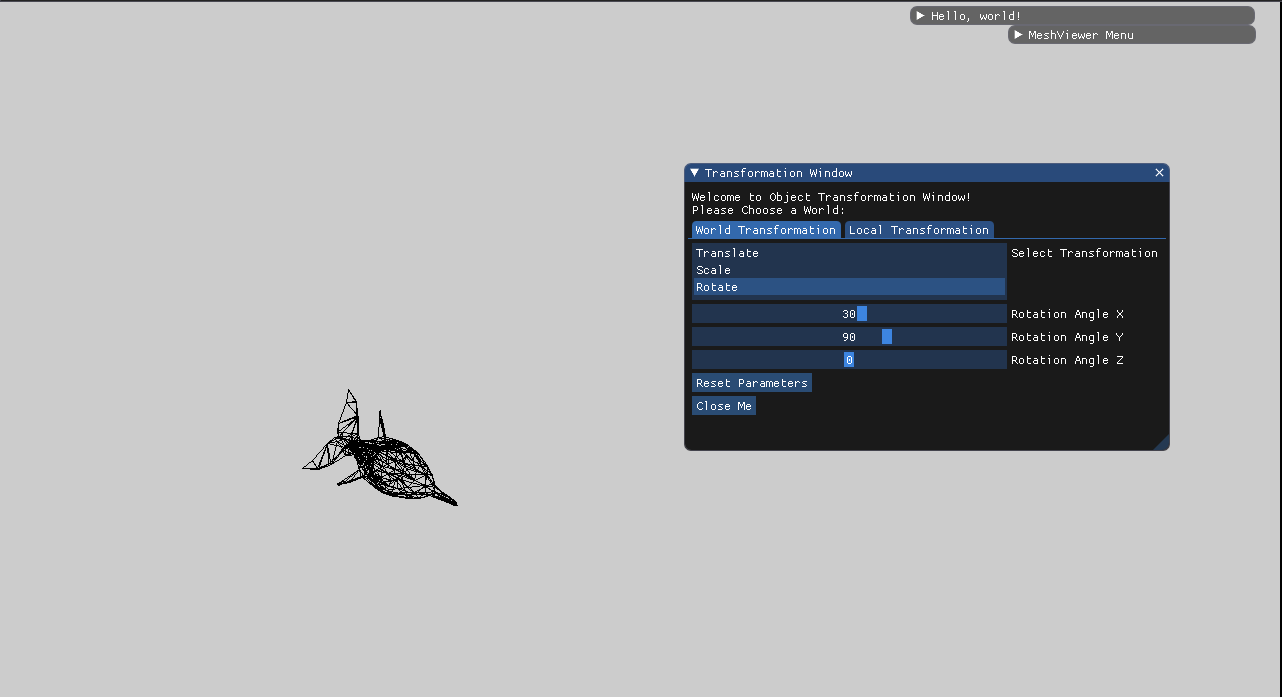 Hello, world!
MeshViewer Menu
Transformation Window
Welcome to Object Transformation Window!
Please Choose a World:
World Transformation Local Transformation
Translate Select Transformation
Scale
Rotate
30 Rotation Angle X
90 Rotation Angle Y
0 Rotation Angle Z
Reset Parameters
Close Me